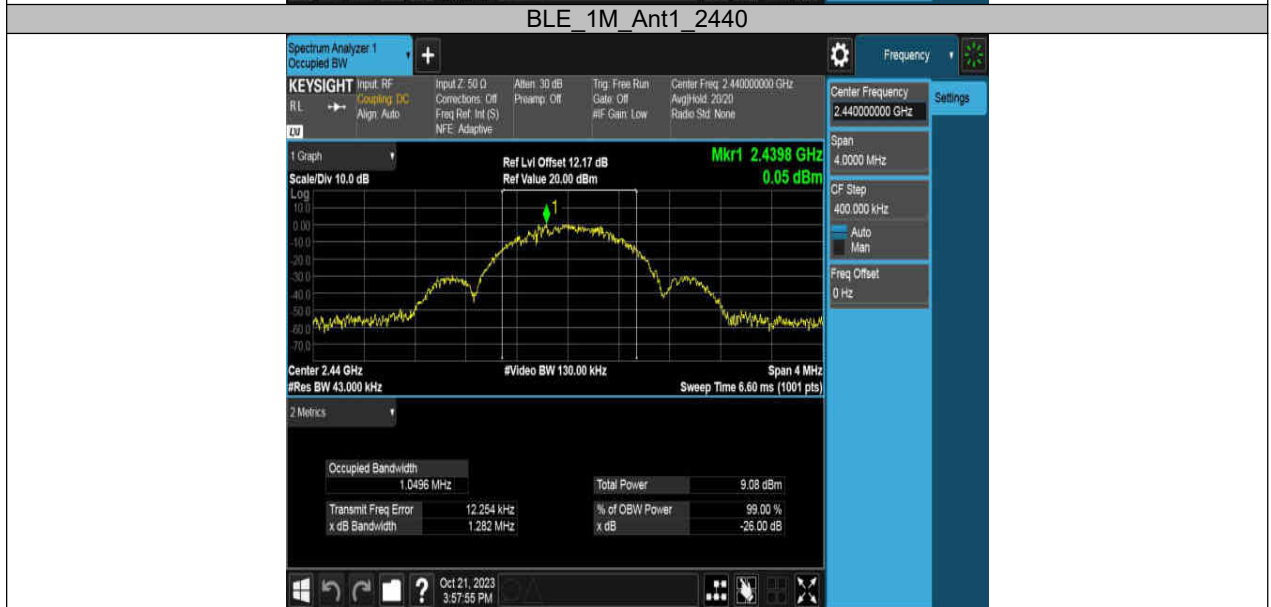 BLE_1M_Ant1_2440
Spectrum Analyzer 1
Occupied BW
+
Frequency
KEYSIGHT
RL
Input: RF
Coupling: DC
Align: Auto
Input Z: 50 Ω
Corrections: Off
Freq Ref: Int (S)
NFE: Adaptive
Atten: 30 dB
Preamp: Off
Trig: Free Run
Gate: Off
#IF Gain: Low
Center Freq: 2.440000000 GHz
Avg|Hold: 20/20
Radio Std: None
Center Frequency
2.440000000 GHz
Settings
Span
4.0000 MHz
CF Step
400.000 kHz
Auto
Man
Freq Offset
0 Hz
1 Graph
Scale/Div 10.0 dB
Ref Lvl Offset 12.17 dB
Ref Value 20.00 dBm
Mkr1 2.4398 GHz
0.05 dBm
Log
10.0
0.00
-10.0
-20.0
-30.0
-40.0
-50.0
-60.0
-70.0
1
Center 2.44 GHz
#Video BW 130.00 kHz
Span 4 MHz
#Res BW 43.000 kHz
Sweep Time 6.60 ms (1001 pts)
2 Metrics
Occupied Bandwidth
1.0496 MHz
Total Power 9.08 dBm
Transmit Freq Error 12.254 kHz
% of OBW Power 99.00 %
x dB Bandwidth 1.282 MHz
x dB -26.00 dB
?
Oct 21, 2023
3:57:55 PM